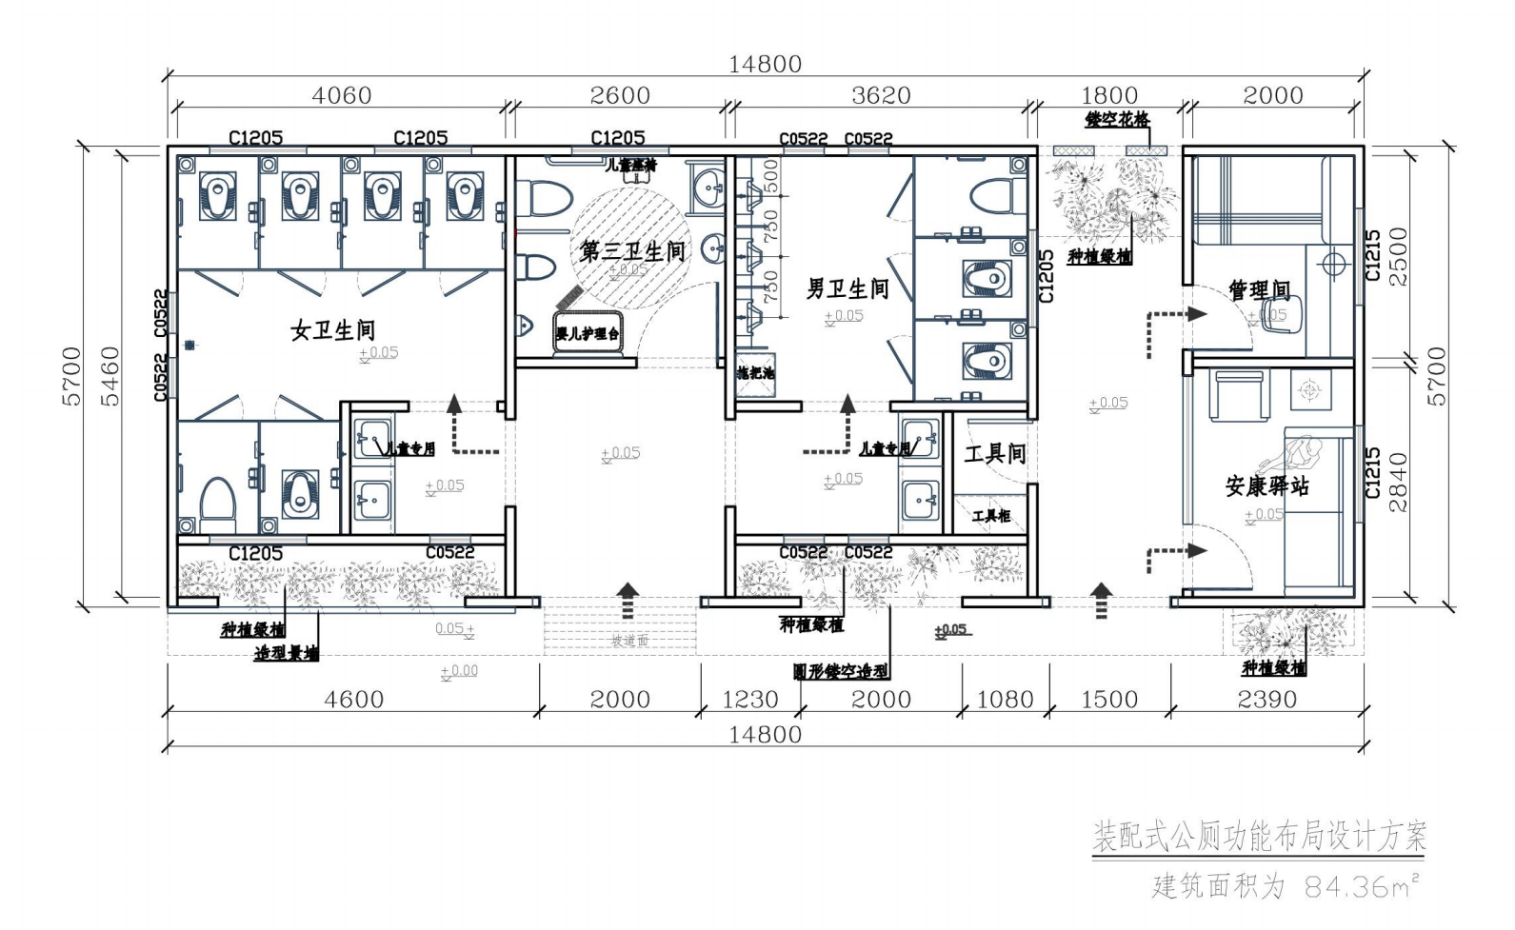 14800
4060
2600
3620
1800
2000
镂空花格
C1205
C1205
C1205
C0522
C0522
儿童座椅
500
750
750
种植绿植
第三卫生间
±0.05
C1205
C1215
2500
管理间
±0.05
男卫生间
±0.05
女卫生间
±0.05
C0522
C0522
婴儿护理台
拖把池
5700
5460
5700
±0.05
儿童专用
±0.05
±0.05
儿童专用
±0.05
工具间
工具柜
安康驿站
±0.05
C1215
2840
C1205
C0522
C0522
C0522
种植绿植
造型景墙
0.05
±0.00
坡道面
种植绿植
±0.05
圆形镂空造型
种植绿植
4600
2000
1230
2000
1080
1500
2390
14800
装配式公厕功能布局设计方案
建筑面积为 84.36m²